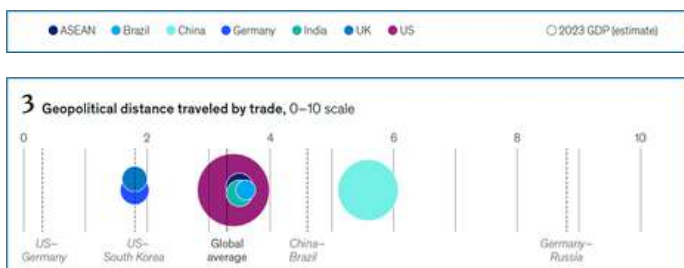 ASEAN Brazil China Germany India UK US 2023 GDP (estimate)
3 Geopolitical distance traveled by trade, 0–10 scale
0 2 4 6 8 10
US– US– Global China– Germany–
Germany South Korea average Brazil Russia